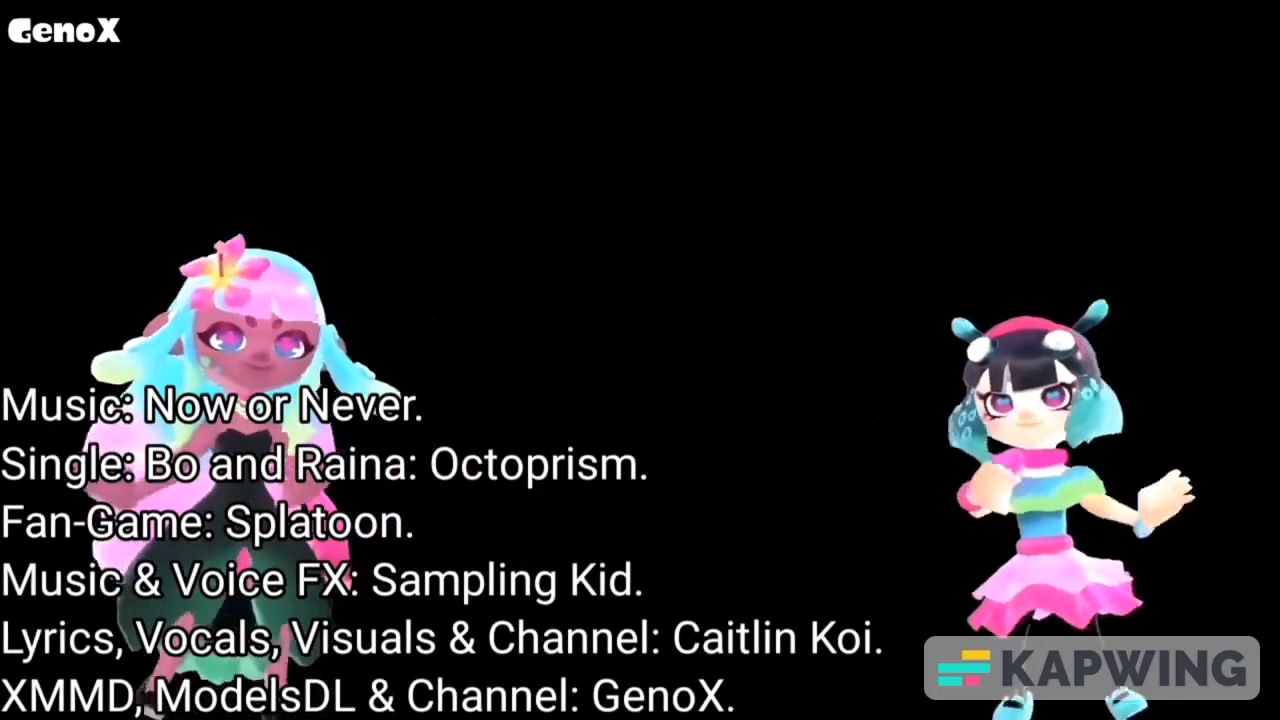 GenoX
Music: Now or Never.
Single: Bo and Raina: Octoprism.
Fan-Game: Splatoon.
Music & Voice FX: Sampling Kid.
Lyrics, Vocals, Visuals & Channel: Caitlin Koi.
XMMD, ModelsDL & Channel: GenoX.
KAPWING